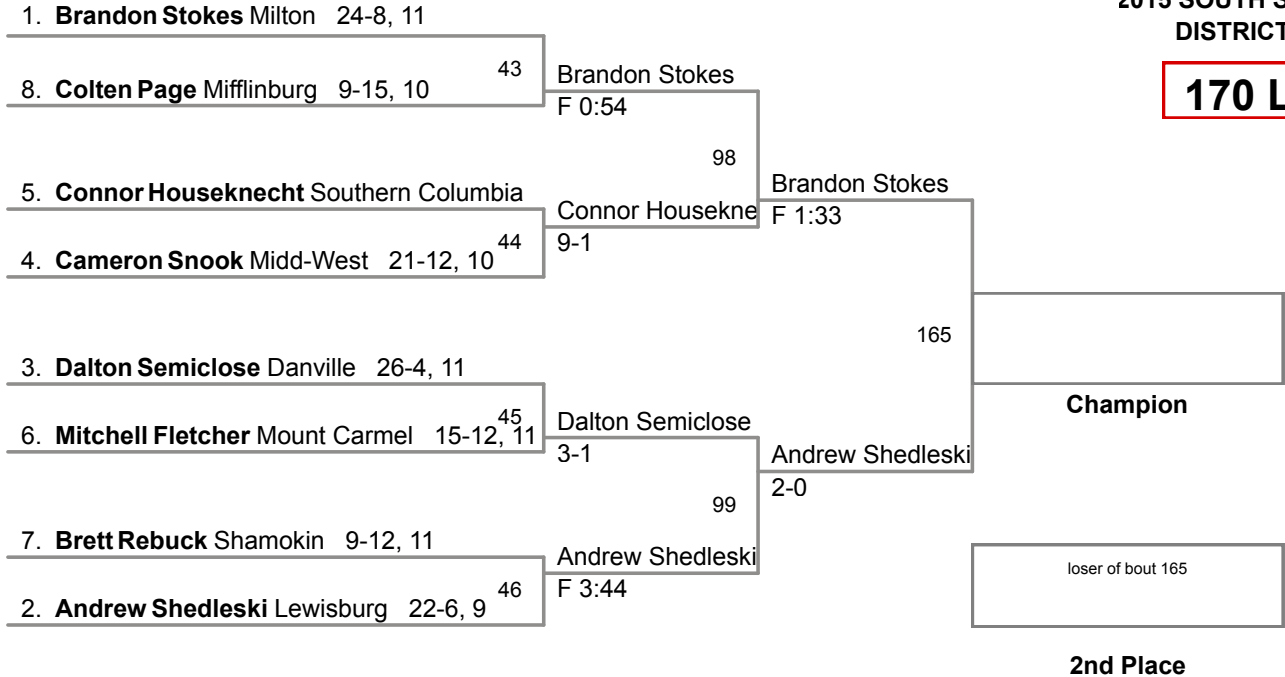 2015 SOUTH S
DISTRICT
170 L
1. Brandon Stokes Milton 24-8, 11
43
8. Colten Page Mifflinburg 9-15, 10
Brandon Stokes
F 0:54
98
5. Connor Houseknecht Southern Columbia
44
4. Cameron Snook Midd-West 21-12, 10
Connor Housekne
9-1
Brandon Stokes
F 1:33
165
Champion
3. Dalton Semiclose Danville 26-4, 11
45
6. Mitchell Fletcher Mount Carmel 15-12, 11
Dalton Semiclose
3-1
99
Andrew Shedleski
2-0
7. Brett Rebuck Shamokin 9-12, 11
46
2. Andrew Shedleski Lewisburg 22-6, 9
Andrew Shedleski
F 3:44
loser of bout 165
2nd Place